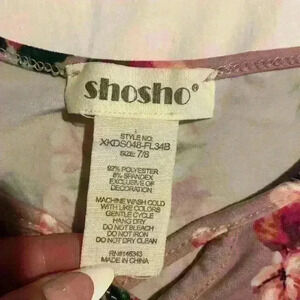 shosho®
STYLE NO:
XKDS048-FL34B
SIZE: 7/8
92% POLYESTER
8% SPANDEX
EXCLUSIVE OF
DECORATION
MACHINE WASH COLD
WITH LIKE COLORS
GENTLE CYCLE
HANG DRY
DO NOT BLEACH
DO NOT IRON
DO NOT DRY CLEAN
RN#146343
MADE IN CHINA